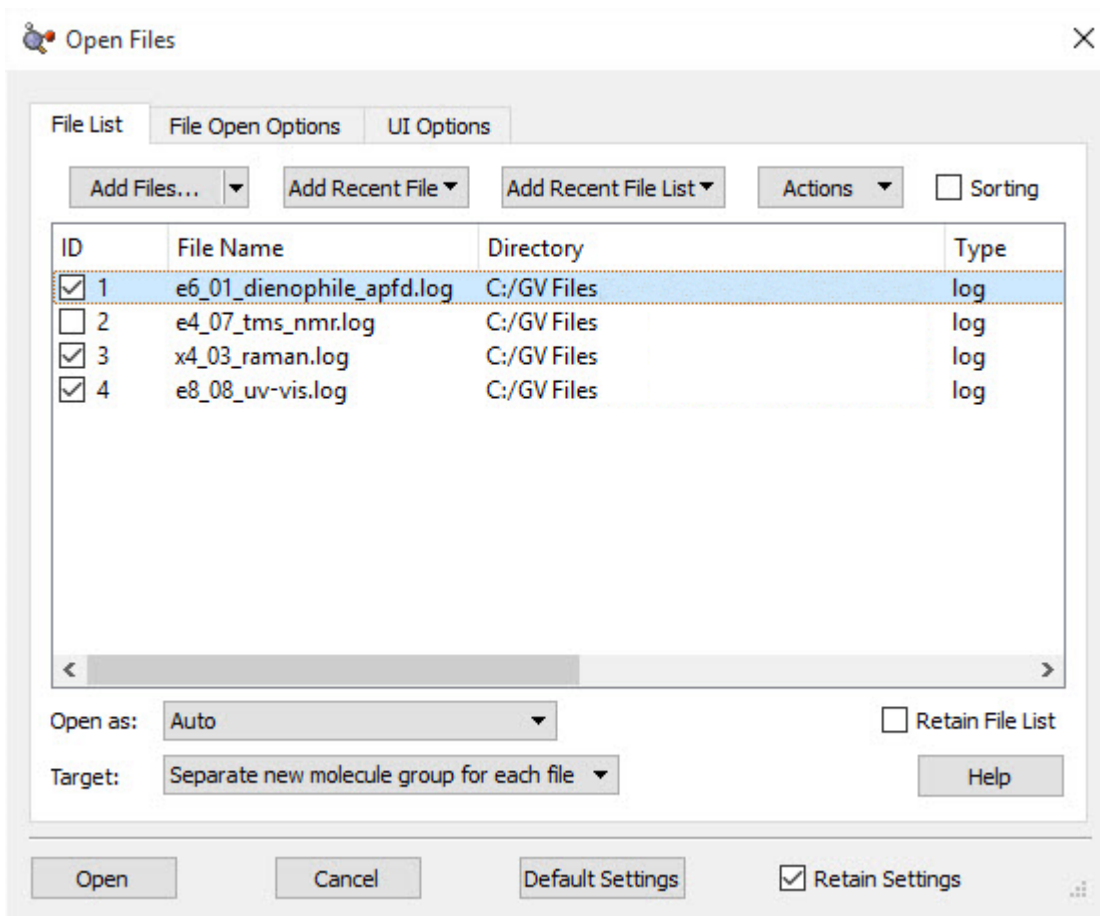 Open Files
File List File Open Options UI Options
Add Files... Add Recent File Add Recent File List Actions Sorting
ID File Name Directory Type
1 e6_01_dienophile_apfd.log C:/GV Files log
2 e4_07_tms_nmr.log C:/GV Files log
3 x4_03_raman.log C:/GV Files log
4 e8_08_uv-vis.log C:/GV Files log
Open as: Auto Retain File List
Target: Separate new molecule group for each file Help
Open Cancel Default Settings Retain Settings